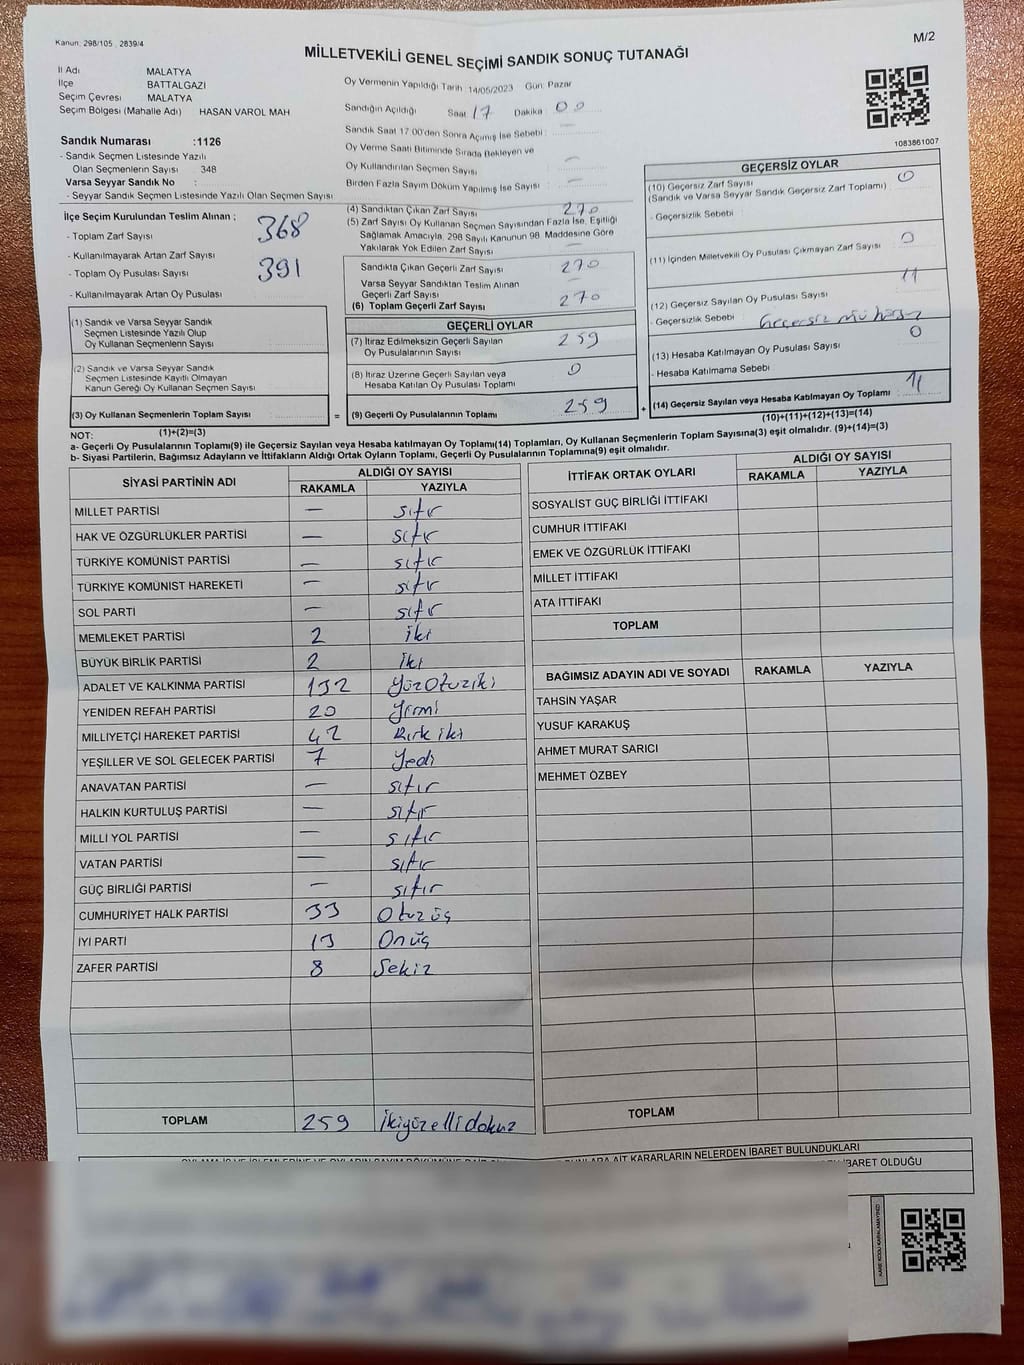 Kanun: 298/105 , 2839/4
M/2
MİLLETVEKİLİ GENEL SEÇİMİ SANDIK SONUÇ TUTANAĞI
İl Adı MALATYA
İlçe BATTALGAZİ
Seçim Çevresi MALATYA
Seçim Bölgesi (Mahalle Adı) HASAN VAROL MAH
Sandık Numarası :1126
- Sandık Seçmen Listesinde Yazılı
Olan Seçmenlerin Sayısı 348
Varsa Seyyar Sandık No :
- Seyyar Sandık Seçmen Listesinde Yazılı Olan Seçmen Sayısı
Oy Vermenin Yapıldığı Tarih : 14/05/2023 Gün: Pazar
Sandığın Açıldığı Saat 17 Dakika 00
Sandık Saat 17.00'den Sonra Açılmış İse Sebebi : —
Oy Verme Saati Bitiminde Sırada Bekleyen ve
Oy Kullandırılan Seçmen Sayısı —
Birden Fazla Sayım Döküm Yapılmış İse Sayısı —
1083861007
İlçe Seçim Kurulundan Teslim Alınan ;
- Toplam Zarf Sayısı 368
- Kullanılmayarak Artan Zarf Sayısı
- Toplam Oy Pusulası Sayısı 391
- Kullanılmayarak Artan Oy Pusulası
(1) Sandık ve Varsa Seyyar Sandık
Seçmen Listesinde Yazılı Olup
Oy Kullanan Seçmenlerin Sayısı
(2) Sandık ve Varsa Seyyar Sandık
Seçmen Listesinde Kayıtlı Olmayan
Kanun Gereği Oy Kullanan Seçmen Sayısı
(3) Oy Kullanan Seçmenlerin Toplam Sayısı
(1)+(2)=(3)
(4) Sandıktan Çıkan Zarf Sayısı 270
(5) Zarf Sayısı Oy Kullanan Seçmen Sayısından Fazla İse, Eşitliği
Sağlamak Amacıyla, 298 Sayılı Kanunun 98. Maddesine Göre
Yakılarak Yok Edilen Zarf Sayısı —
Sandıkta Çıkan Geçerli Zarf Sayısı 270
Varsa Seyyar Sandıktan Teslim Alınan
Geçerli Zarf Sayısı —
(6) Toplam Geçerli Zarf Sayısı 270
GEÇERLİ OYLAR
(7) İtiraz Edilmeksizin Geçerli Sayılan
Oy Pusulalarının Sayısı 259
(8) İtiraz Üzerine Geçerli Sayılan veya
Hesaba Katılan Oy Pusulası Toplamı 0
= (9) Geçerli Oy Pusulalarının Toplamı 259
GEÇERSİZ OYLAR
(10) Geçersiz Zarf Sayısı 0
(Sandık ve Varsa Seyyar Sandık Geçersiz Zarf Toplamı)
- Geçersizlik Sebebi
(11) İçinden Milletvekili Oy Pusulası Çıkmayan Zarf Sayısı 0
(12) Geçersiz Sayılan Oy Pusulası Sayısı 11
- Geçersizlik Sebebi Geçersiz
(13) Hesaba Katılmayan Oy Pusulası Sayısı 0
- Hesaba Katılmama Sebebi
+ (14) Geçersiz Sayılan veya Hesaba Katılmayan Oy Toplamı 11
(10)+(11)+(12)+(13)=(14)
NOT:
a- Geçerli Oy Pusulalarının Toplamı(9) ile Geçersiz Sayılan veya Hesaba katılmayan Oy Toplamı(14) Toplamları, Oy Kullanan Seçmenlerin Toplam Sayısına(3) eşit olmalıdır. (9)+(14)=(3)
b- Siyasi Partilerin, Bağımsız Adayların ve İttifakların Aldığı Ortak Oyların Toplamı, Geçerli Oy Pusulalarının Toplamına(9) eşit olmalıdır.
SİYASİ PARTİNİN ADI ALDIĞI OY SAYISI
RAKAMLA YAZIYLA
MİLLET PARTİSİ — sıfır
HAK VE ÖZGÜRLÜKLER PARTİSİ — sıfır
TÜRKİYE KOMÜNİST PARTİSİ — sıfır
TÜRKİYE KOMÜNİST HAREKETİ — sıfır
SOL PARTİ — sıfır
MEMLEKET PARTİSİ 2 iki
BÜYÜK BİRLİK PARTİSİ 2 iki
ADALET VE KALKINMA PARTİSİ 132 Yüzotuziki
YENİDEN REFAH PARTİSİ 20 Yirmi
MİLLİYETÇİ HAREKET PARTİSİ 42 Kırkiki
YEŞİLLER VE SOL GELECEK PARTİSİ 7 Yedi
ANAVATAN PARTİSİ — sıfır
HALKIN KURTULUŞ PARTİSİ — sıfır
MİLLİ YOL PARTİSİ — sıfır
VATAN PARTİSİ — sıfır
GÜÇ BİRLİĞİ PARTİSİ — sıfır
CUMHURİYET HALK PARTİSİ 33 Otuzüç
İYİ PARTİ 13 Onüç
ZAFER PARTİSİ 8 Sekiz
TOPLAM 259 İkiyüzellidokuz
İTTİFAK ORTAK OYLARI ALDIĞI OY SAYISI
RAKAMLA YAZIYLA
SOSYALİST GÜÇ BİRLİĞİ İTTİFAKI
CUMHUR İTTİFAKI
EMEK VE ÖZGÜRLÜK İTTİFAKI
MİLLET İTTİFAKI
ATA İTTİFAKI
TOPLAM
BAĞIMSIZ ADAYIN ADI VE SOYADI RAKAMLA YAZIYLA
TAHSİN YAŞAR
YUSUF KARAKUŞ
AHMET MURAT SARICI
MEHMET ÖZBEY
TOPLAM
AİT KARARLARIN NELERDEN İBARET BULUNDUKLARI
İBARET OLDUĞU